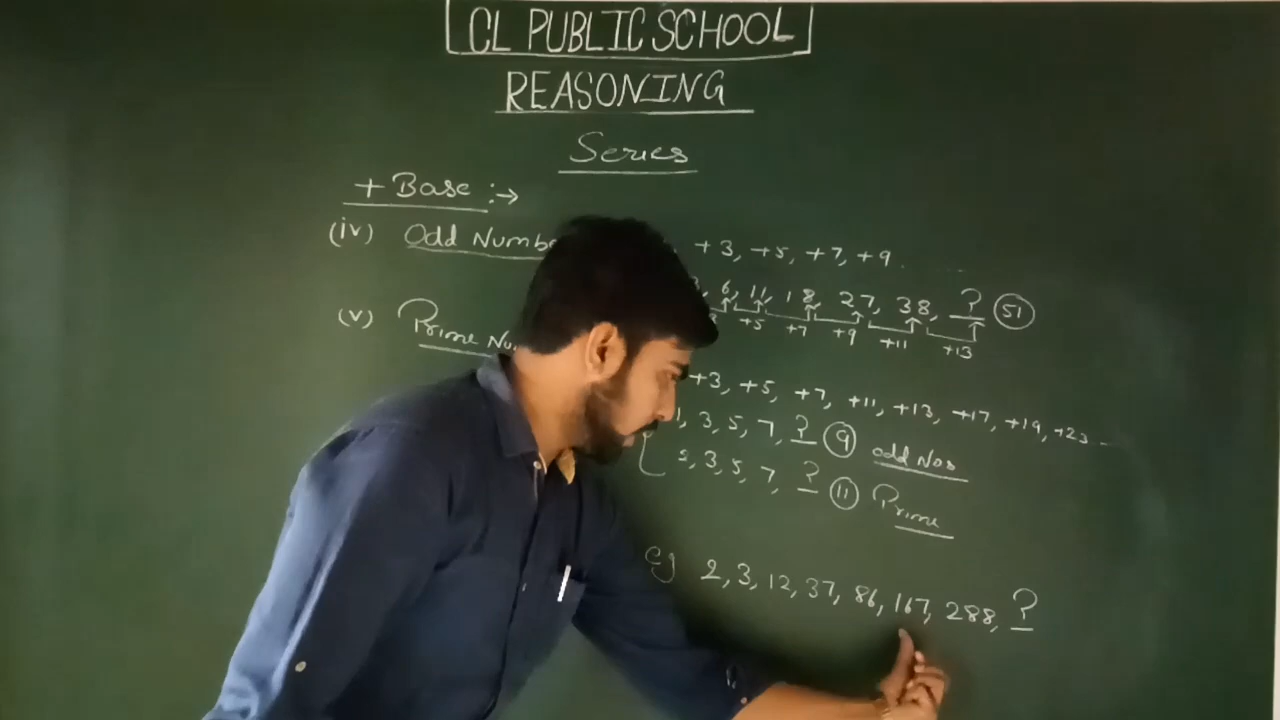 CL PUBLIC SCHOOL
REASONING
Series
+ Base :→
(iv) Odd +3, +5, +7, +9
6, 11, 18, 27, 38, ? 51
+5 +7 +9 +11 +13
(v) Prime
+3, +5, +7, +11, +13, +17, +19, +23
1, 3, 5, 7, ? 9 odd Nos
2, 3, 5, 7, ? 11 Prime
eg 2, 3, 12, 37, 86, 167, 288, ?